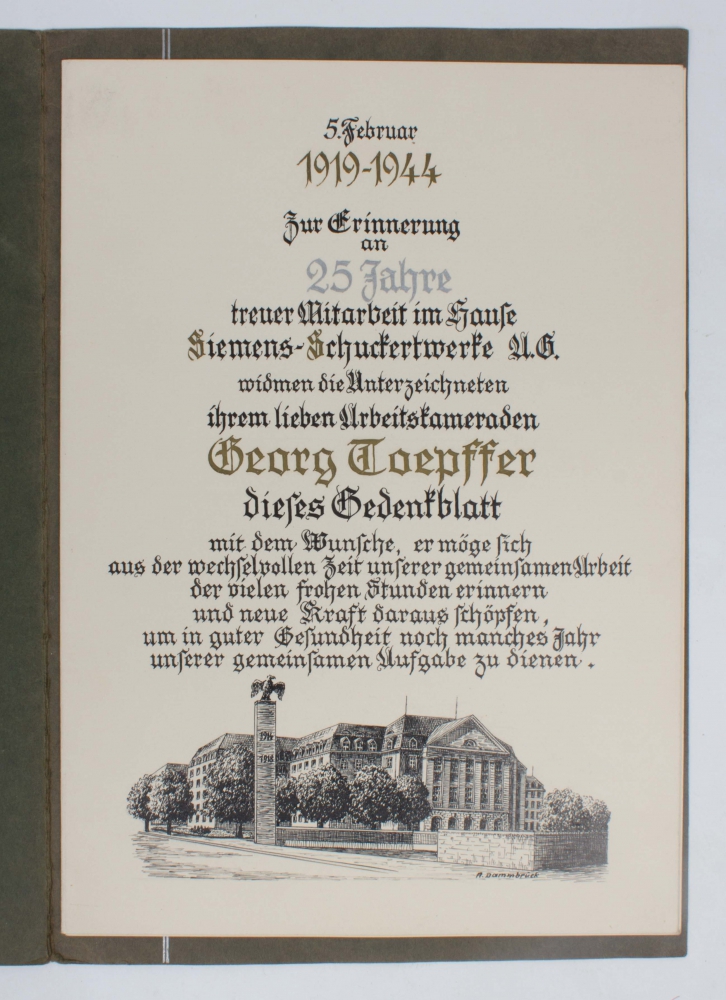 5. Februar
1919-1944
Zur Erinnerung
an
25 Jahre
treuer Mitarbeit im Hauſe
Siemens-Schuckertwerke A.G.
widmen die Unterzeichneten
ihrem lieben Arbeitskameraden
Georg Toepffer
dieſes Gedenkblatt
mit dem Wunſche, er möge ſich
aus der wechſelvollen Zeit unſerer gemeinſamen Arbeit
der vielen frohen Stunden erinnern
und neue Kraft daraus ſchöpfen,
um in guter Geſundheit noch manches Jahr
unſerer gemeinſamen Aufgabe zu dienen.
1914
1918
A. Dammbrück